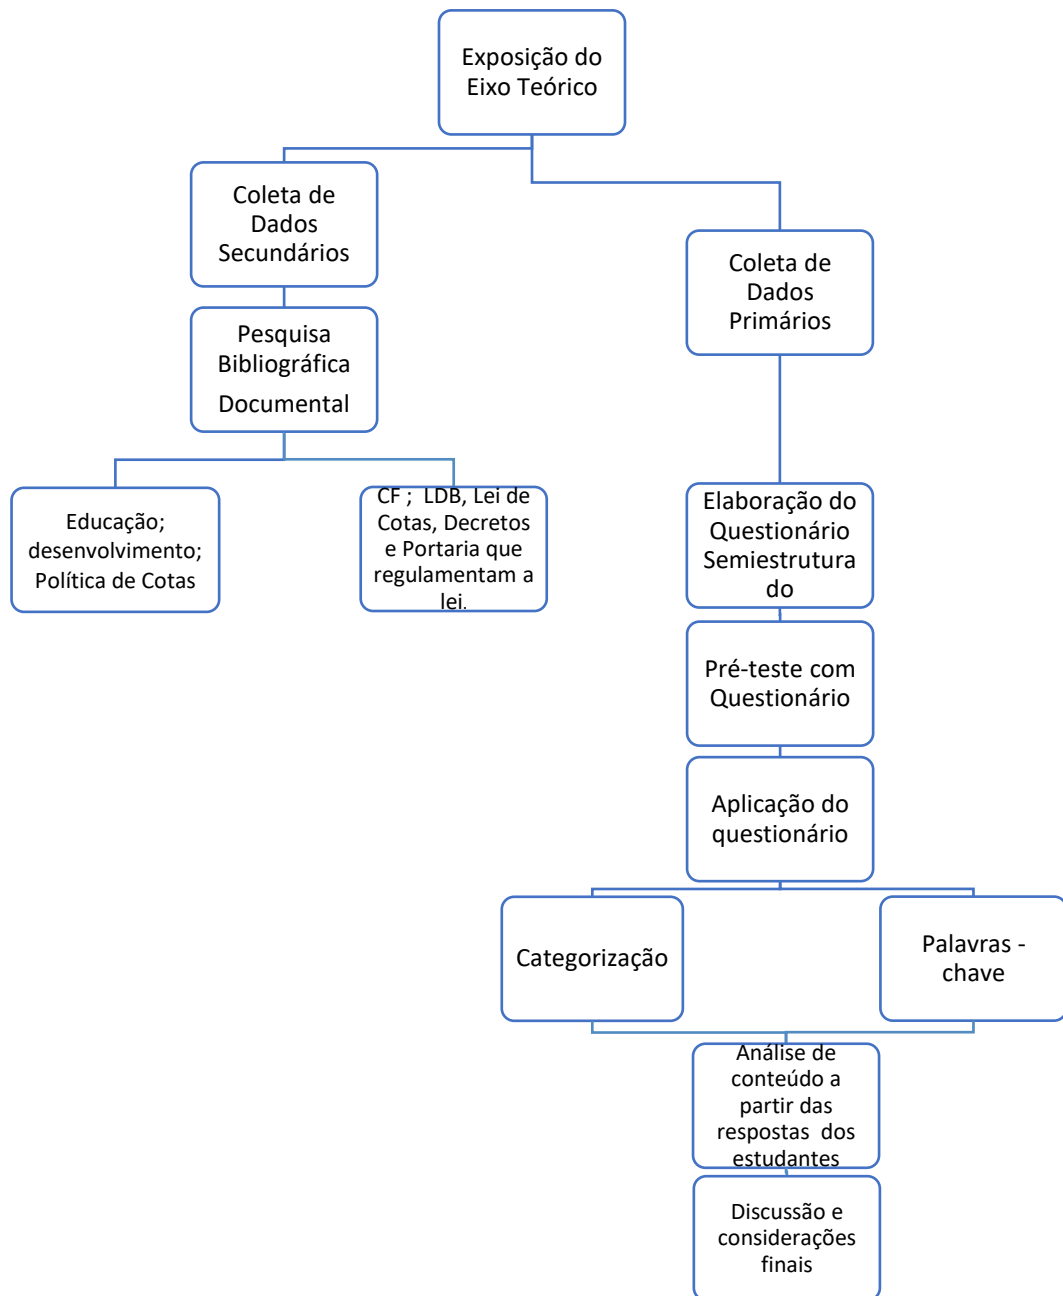 Exposição do
Eixo Teórico
Coleta de
Dados
Secundários
Pesquisa
Bibliográfica
Documental
Educação;
desenvolvimento;
Política de Cotas
CF ; LDB, Lei de
Cotas, Decretos
e Portaria que
regulamentam a
lei.
Coleta de
Dados
Primários
Elaboração do
Questionário
Semiestrutura
do
Pré-teste com
Questionário
Aplicação do
questionário
Categorização
Palavras -
chave
Análise de
conteúdo a
partir das
respostas dos
estudantes
Discussão e
considerações
finais